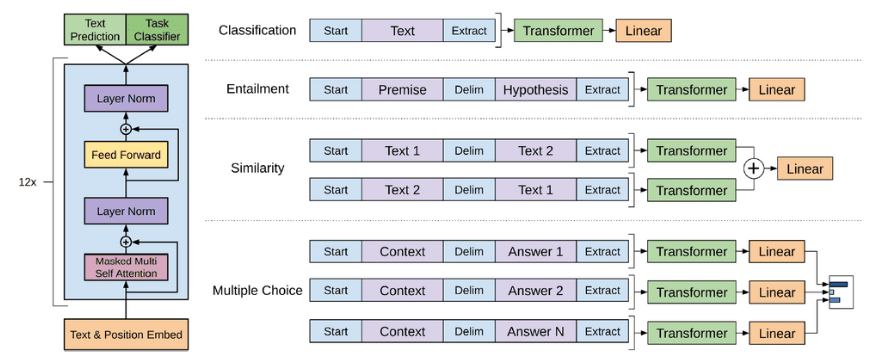 Text
Prediction
Task
Classifier
Layer Norm
Feed Forward
12x
Layer Norm
Masked Multi
Self Attention
Text & Position Embed
Classification
Start Text Extract Transformer Linear
Entailment
Start Premise Delim Hypothesis Extract Transformer Linear
Similarity
Start Text 1 Delim Text 2 Extract Transformer
Start Text 2 Delim Text 1 Extract Transformer
+ Linear
Multiple Choice
Start Context Delim Answer 1 Extract Transformer Linear
Start Context Delim Answer 2 Extract Transformer Linear
Start Context Delim Answer N Extract Transformer Linear